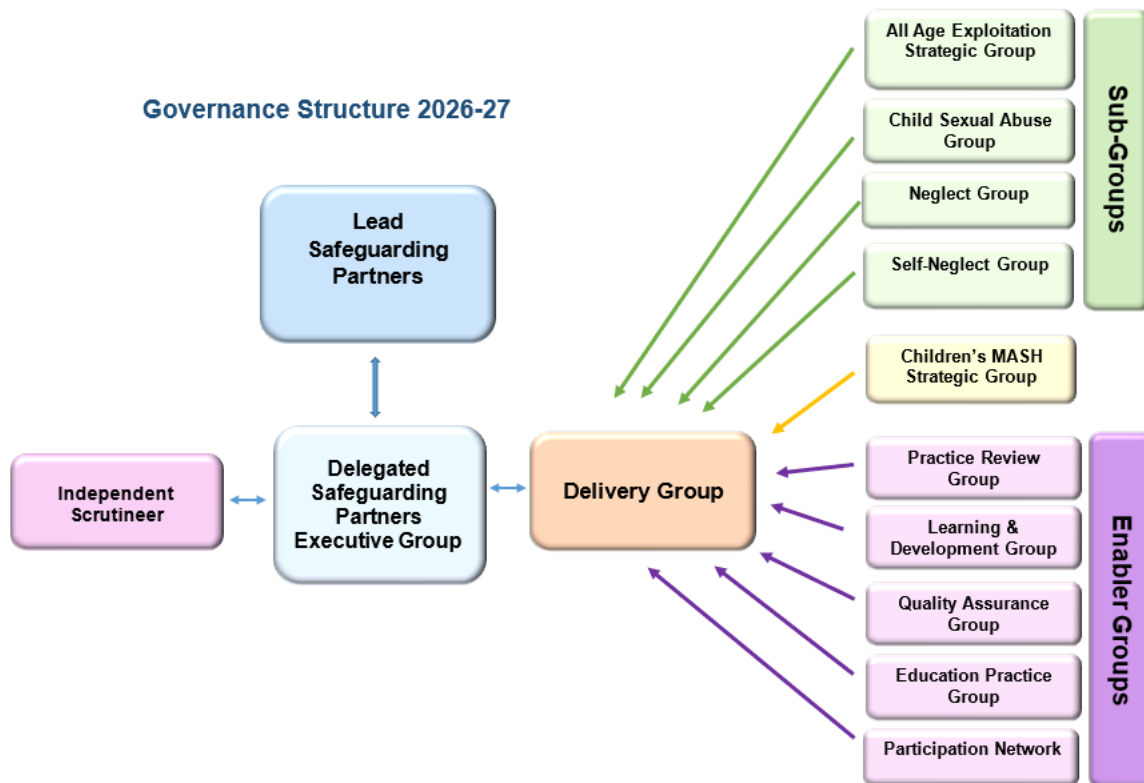 Governance Structure 2026-27
Lead
Safeguarding
Partners
Independent
Scrutineer
Delegated
Safeguarding
Partners
Executive Group
Delivery Group
All Age Exploitation
Strategic Group
Child Sexual Abuse
Group
Neglect Group
Self-Neglect Group
Sub-Groups
Children’s MASH
Strategic Group
Practice Review
Group
Learning &
Development Group
Quality Assurance
Group
Education Practice
Group
Participation Network
Enabler Groups